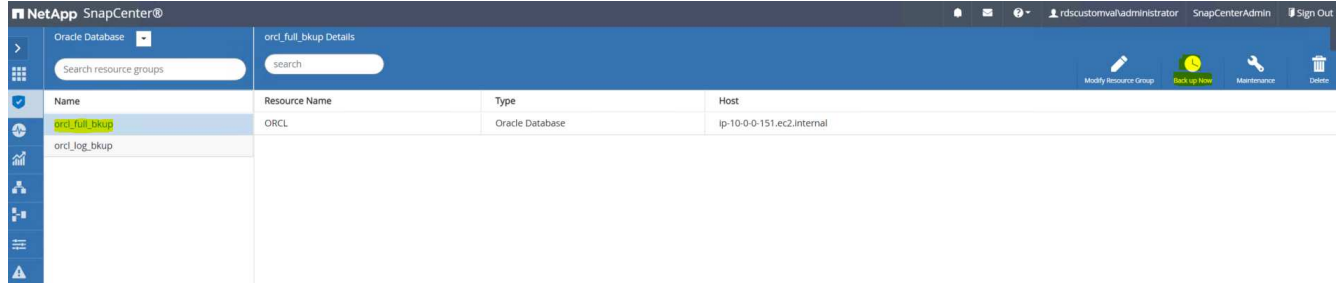 NetApp SnapCenter®
rdscustomval\administrator SnapCenterAdmin Sign Out
Oracle Database
orcl_full_bkup Details
Search resource groups
search
Modify Resource Group
Back up Now
Maintenance
Delete
Name
orcl_full_bkup
orcl_log_bkup
Resource Name Type Host
ORCL Oracle Database ip-10-0-0-151.ec2.internal